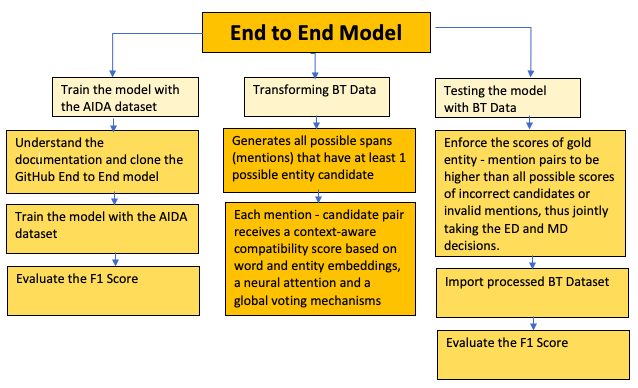 End to End Model
Train the model with
the AIDA dataset
Understand the
documentation and clone the
GitHub End to End model
Train the model with the AIDA
dataset
Evaluate the F1 Score
Transforming BT Data
Generates all possible spans
(mentions) that have at least 1
possible entity candidate
Each mention - candidate pair
receives a context-aware
compatibility score based on
word and entity embeddings,
a neural attention and a
global voting mechanisms
Testing the model
with BT Data
Enforce the scores of gold
entity - mention pairs to be
higher than all possible scores
of incorrect candidates or
invalid mentions, thus jointly
taking the ED and MD
decisions.
Import processed BT Dataset
Evaluate the F1 Score